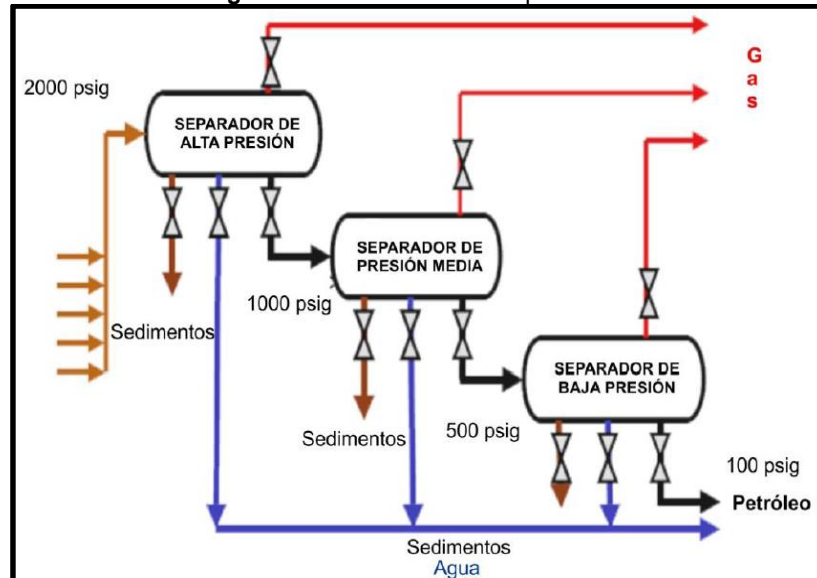 2000 psig
SEPARADOR DE
ALTA PRESIÓN
G
a
s
SEPARADOR DE
PRESIÓN MEDIA
1000 psig
Sedimentos
SEPARADOR DE
BAJA PRESIÓN
500 psig
Sedimentos
100 psig
Petróleo
Sedimentos
Agua